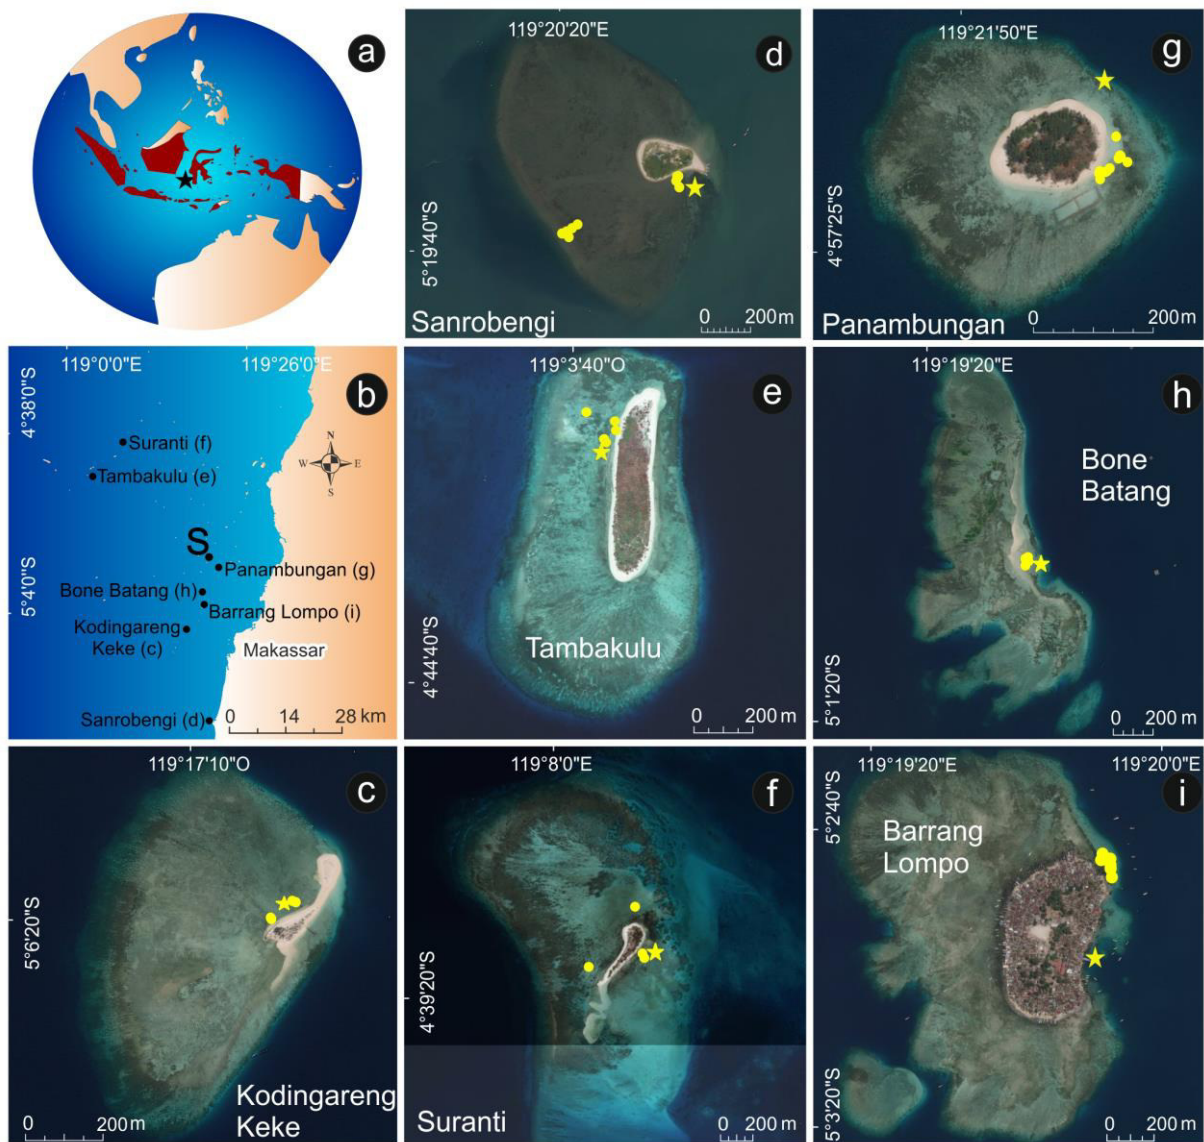 a
119°0'0"E
119°26'0"E
b
4°38'0"S
5°4'0"S
N
W
E
S
Suranti (f)
Tambakulu (e)
S
Panambungan (g)
Bone Batang (h)
Barrang Lompo (i)
Kodingareng
Keke (c)
Makassar
Sanrobengi (d)
0 14 28 km
119°17'10"O
c
5°6'20"S
Kodingareng
Keke
0 200 m
119°20'20"E
d
5°19'40"S
Sanrobengi
0 200 m
119°3'40"O
e
4°44'40"S
Tambakulu
0 200 m
119°8'0"E
f
4°39'20"S
Suranti
0 200 m
119°21'50"E
g
4°57'25"S
Panambungan
0 200m
119°19'20"E
h
Bone
Batang
5°1'20"S
0 200 m
119°19'20"E
119°20'0"E
i
5°2'40"S
Barrang
Lompo
5°3'20"S
0 200 m